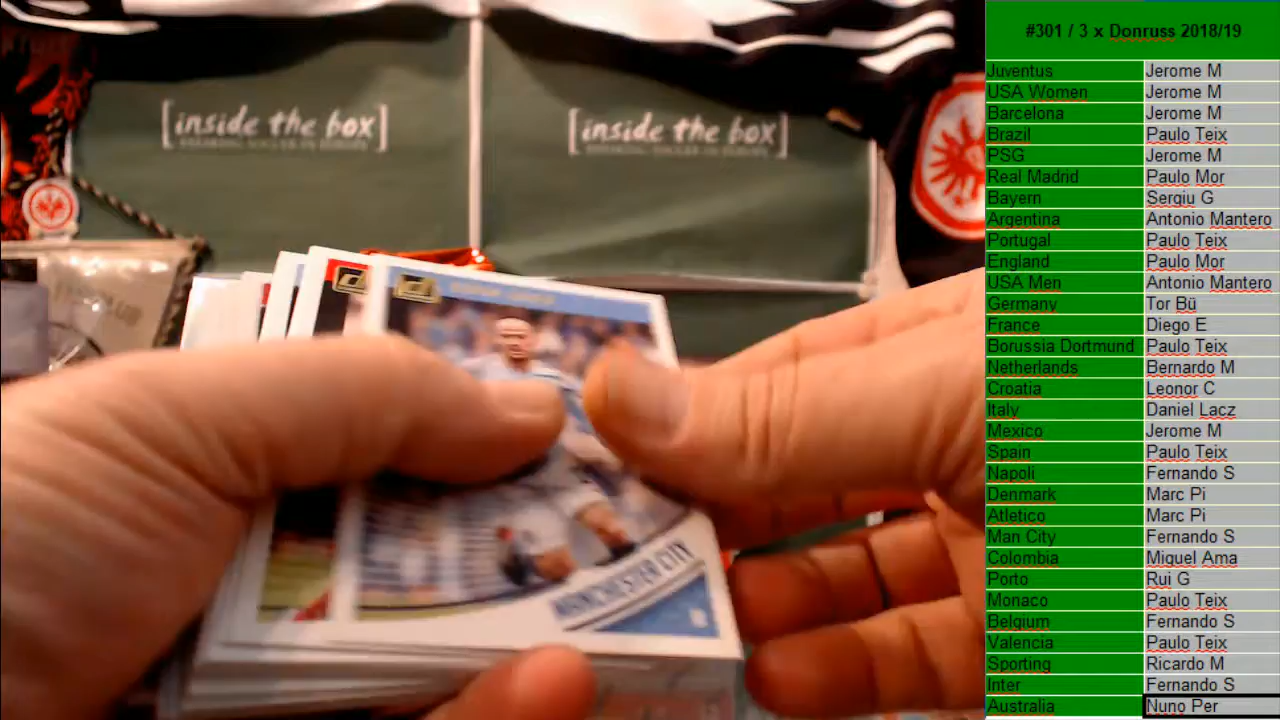 [inside the box]
[inside the box]
MANCHESTER CITY
#301 / 3 x Donruss 2018/19
Juventus Jerome M
USA Women Jerome M
Barcelona Jerome M
Brazil Paulo Teix
PSG Jerome M
Real Madrid Paulo Mor
Bayern Sergiu G
Argentina Antonio Mantero
Portugal Paulo Teix
England Paulo Mor
USA Men Antonio Mantero
Germany Tor Bü
France Diego E
Borussia Dortmund Paulo Teix
Netherlands Bernardo M
Croatia Leonor C
Italy Daniel Lacz
Mexico Jerome M
Spain Paulo Teix
Napoli Fernando S
Denmark Marc Pi
Atletico Marc Pi
Man City Fernando S
Colombia Miguel Ama
Porto Rui G
Monaco Paulo Teix
Belgium Fernando S
Valencia Paulo Teix
Sporting Ricardo M
Inter Fernando S
Australia Nuno Per